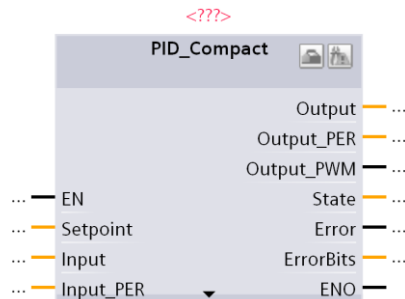 <???>
PID_Compact
Output ...
Output_PER ...
Output_PWM ...
... EN State ...
... Setpoint Error ...
... Input ErrorBits ...
... Input_PER ENO